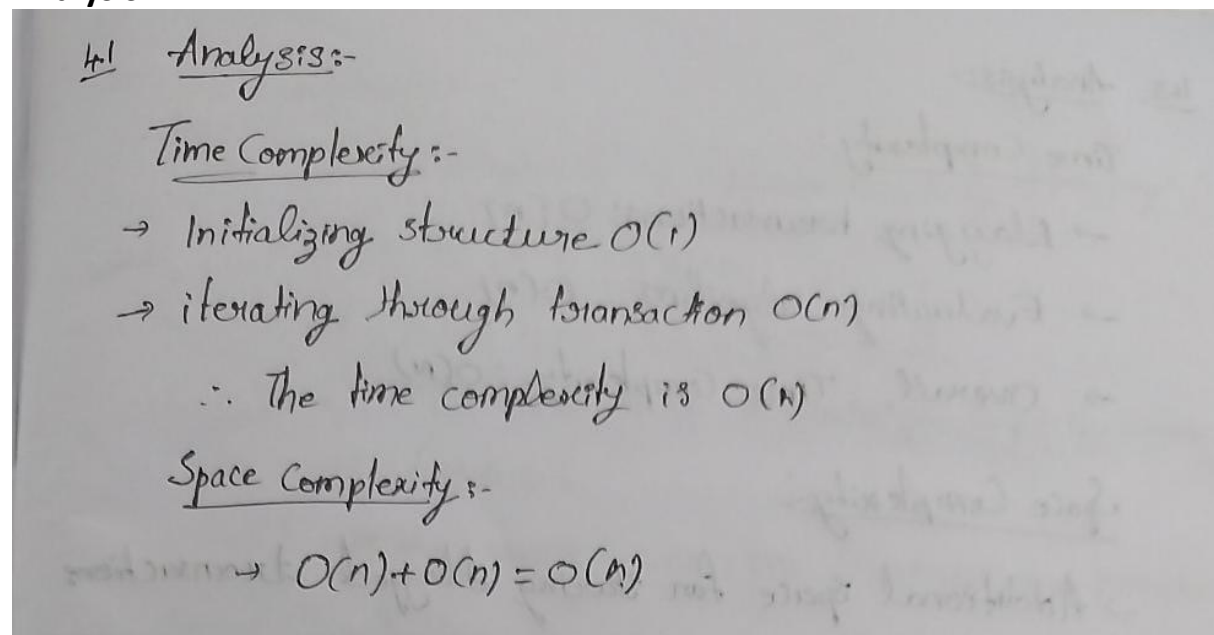 4.1 Analysis:-
Time Complexity:-
→ Initializing structure O(1)
→ iterating through transaction O(n)
∴ The time complexity is O(n)
Space Complexity:-
→ O(n)+O(n) = O(n)